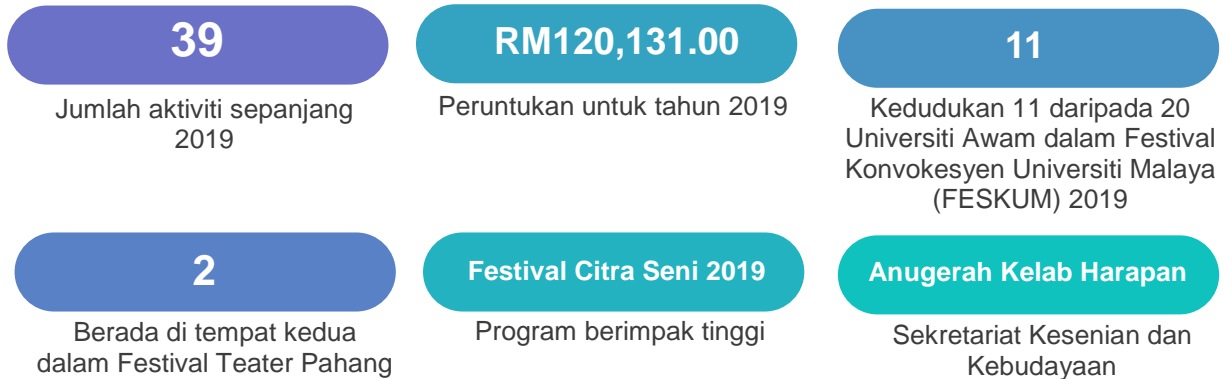 39
Jumlah aktiviti sepanjang
2019
RM120,131.00
Peruntukan untuk tahun 2019
11
Kedudukan 11 daripada 20
Universiti Awam dalam Festival
Konvokesyen Universiti Malaya
(FESKUM) 2019
2
Berada di tempat kedua
dalam Festival Teater Pahang
Festival Citra Seni 2019
Program berimpak tinggi
Anugerah Kelab Harapan
Sekretariat Kesenian dan
Kebudayaan